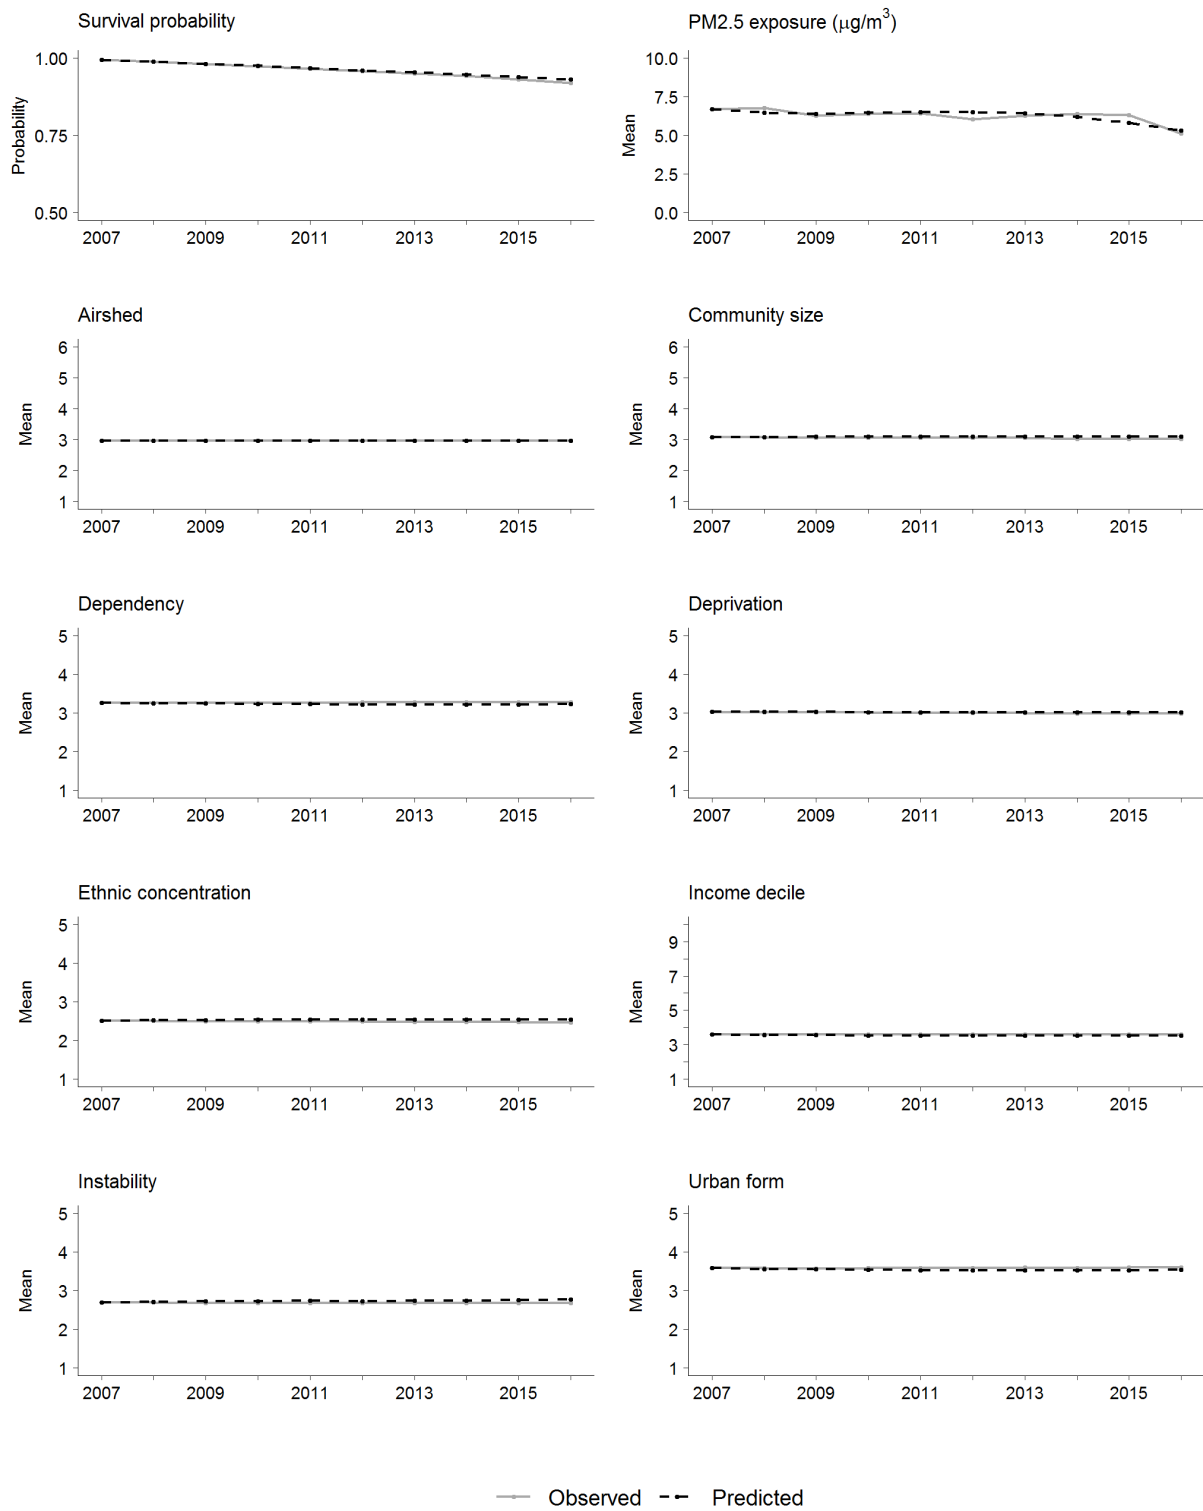 Survival probability
1.00
0.75
0.50
Probability
2007 2009 2011 2013 2015
PM2.5 exposure (μg/m³)
10.0
7.5
5.0
2.5
0.0
Mean
2007 2009 2011 2013 2015
Airshed
6
5
4
3
2
1
Mean
2007 2009 2011 2013 2015
Community size
6
5
4
3
2
1
Mean
2007 2009 2011 2013 2015
Dependency
5
4
3
2
1
Mean
2007 2009 2011 2013 2015
Deprivation
5
4
3
2
1
Mean
2007 2009 2011 2013 2015
Ethnic concentration
5
4
3
2
1
Mean
2007 2009 2011 2013 2015
Income decile
9
7
5
3
1
Mean
2007 2009 2011 2013 2015
Instability
5
4
3
2
1
Mean
2007 2009 2011 2013 2015
Urban form
5
4
3
2
1
Mean
2007 2009 2011 2013 2015
Observed Predicted